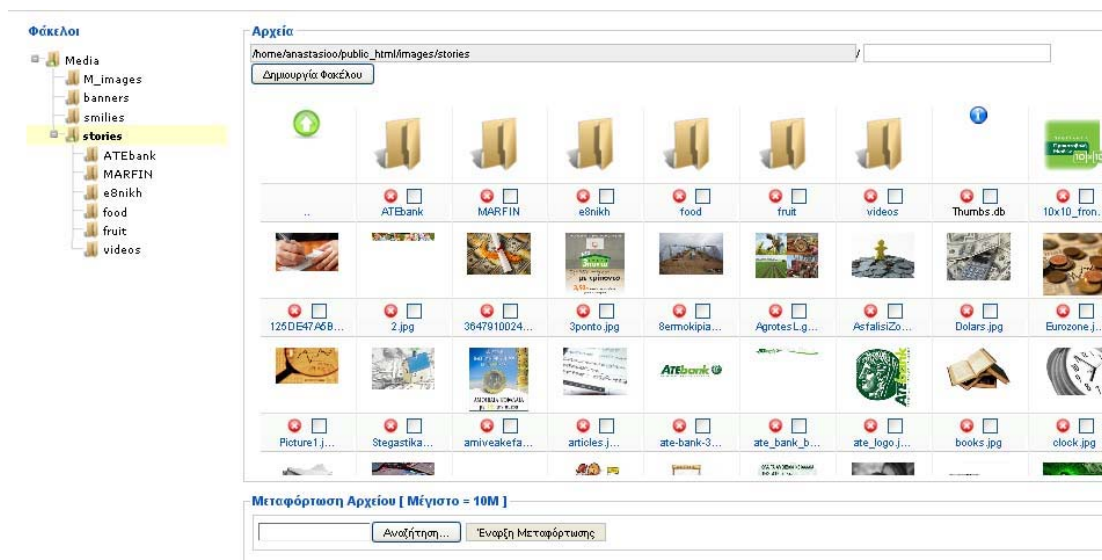 Φάκελοι
Media
M_images
banners
smilies
stories
ATEbank
MARFIN
e8nikh
food
fruit
videos
Αρχεία
/home/anastasioo/public_html/images/stories /
Δημιουργία Φακέλου
.. ATEbank MARFIN e8nikh food fruit videos Thumbs.db 10x10_fron.
125DE47A5B... 2.jpg 3647910024... 3ponto.jpg 8ermokipia... AgrotesL.g... AsfalisiZo... Dolars.jpg Eurozone.j..
ATEbank
Picture1.j... Stegastika... amiveakefa... articles.j... ate-bank-3... ate_bank_b... ate_logo.j... books.jpg clock.jpg
Μεταφόρτωση Αρχείου [ Μέγιστο = 10M ]
Αναζήτηση... Έναρξη Μεταφόρτωσης